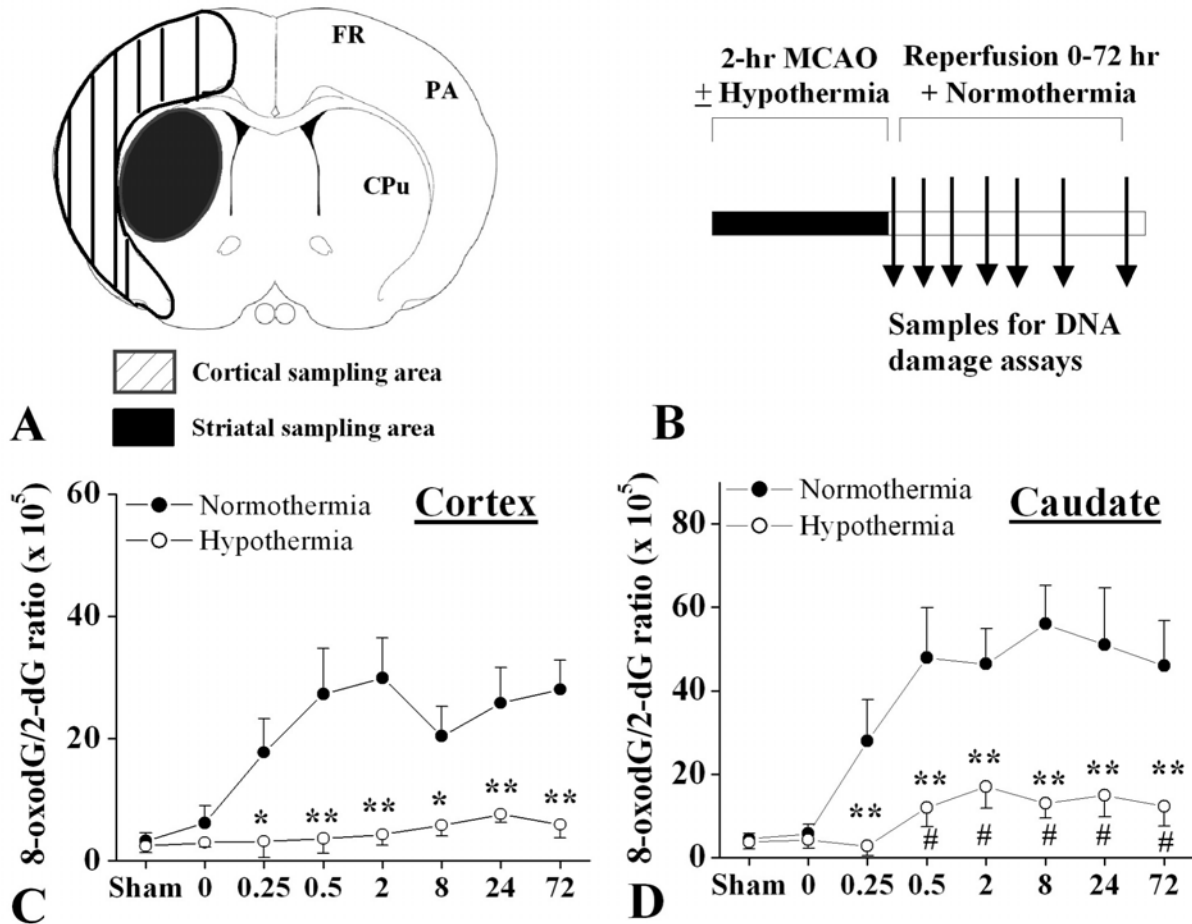 FR
PA
CPu
Cortical sampling area
Striatal sampling area
A
2-hr MCAO
± Hypothermia
Reperfusion 0-72 hr
+ Normothermia
Samples for DNA
damage assays
B
8-oxodG/2-dG ratio (x 10⁵)
60
40
20
0
Normothermia
Hypothermia
Cortex
* ** ** * ** **
Sham 0 0.25 0.5 2 8 24 72
C
8-oxodG/2-dG ratio (x 10⁵)
80
60
40
20
0
Normothermia
Hypothermia
Caudate
** ** ** ** ** **
# # # # #
Sham 0 0.25 0.5 2 8 24 72
D